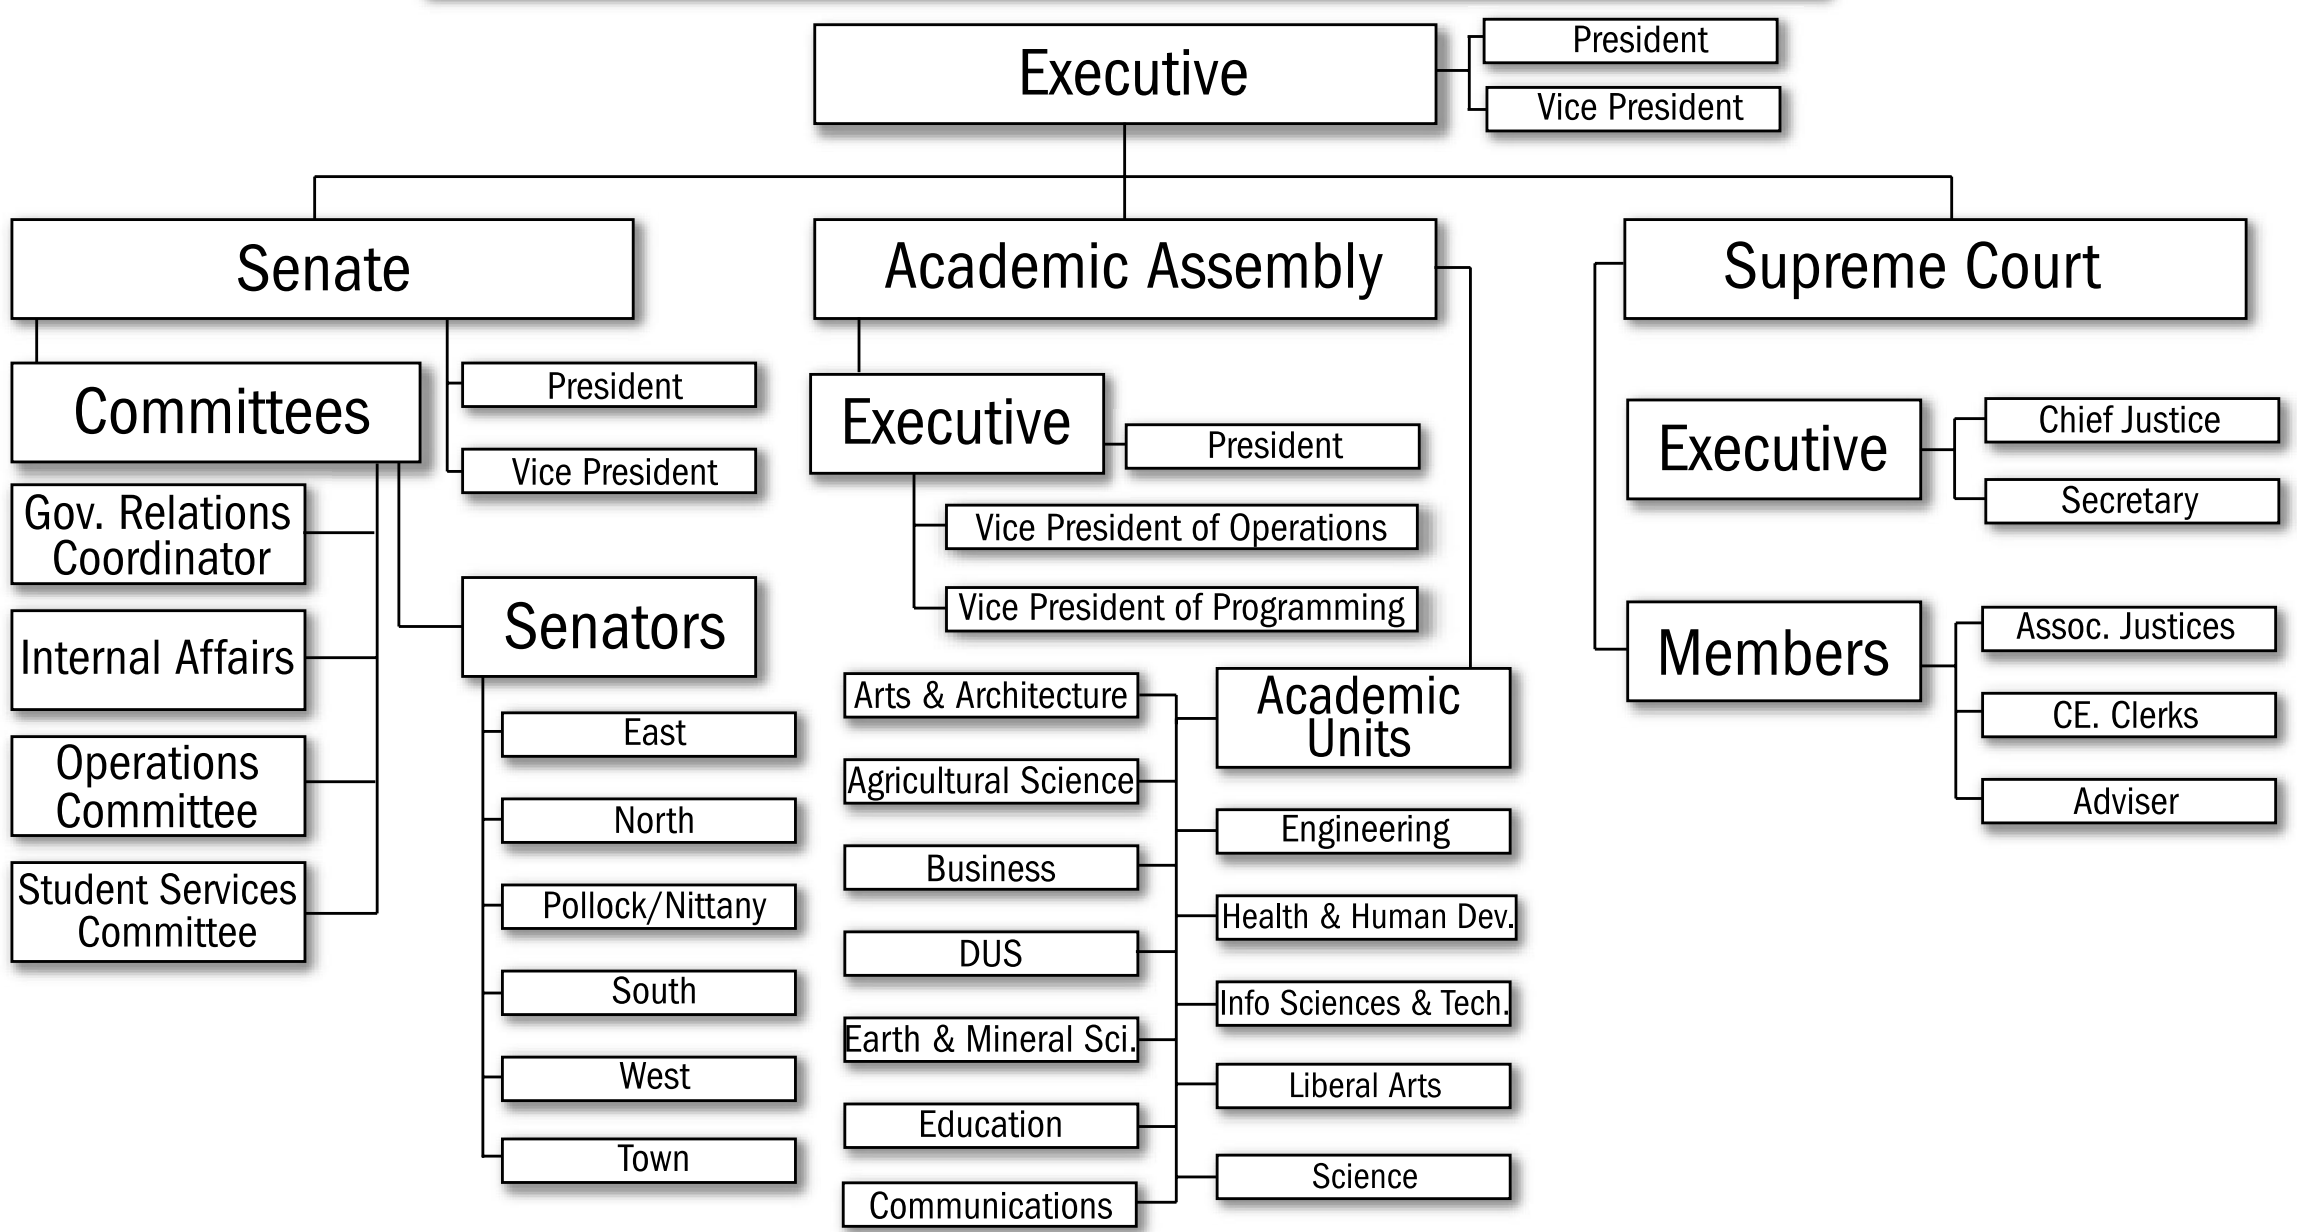 Executive
President
Vice President
Senate
Academic Assembly
Supreme Court
Committees
President
Vice President
Gov. Relations
Coordinator
Internal Affairs
Operations
Committee
Student Services
Committee
Senators
East
North
Pollock/Nittany
South
West
Town
Executive
President
Vice President of Operations
Vice President of Programming
Academic
Units
Arts & Architecture
Agricultural Science
Business
DUS
Earth & Mineral Sci.
Education
Communications
Engineering
Health & Human Dev.
Info Sciences & Tech.
Liberal Arts
Science
Executive
Chief Justice
Secretary
Members
Assoc. Justices
CE. Clerks
Adviser